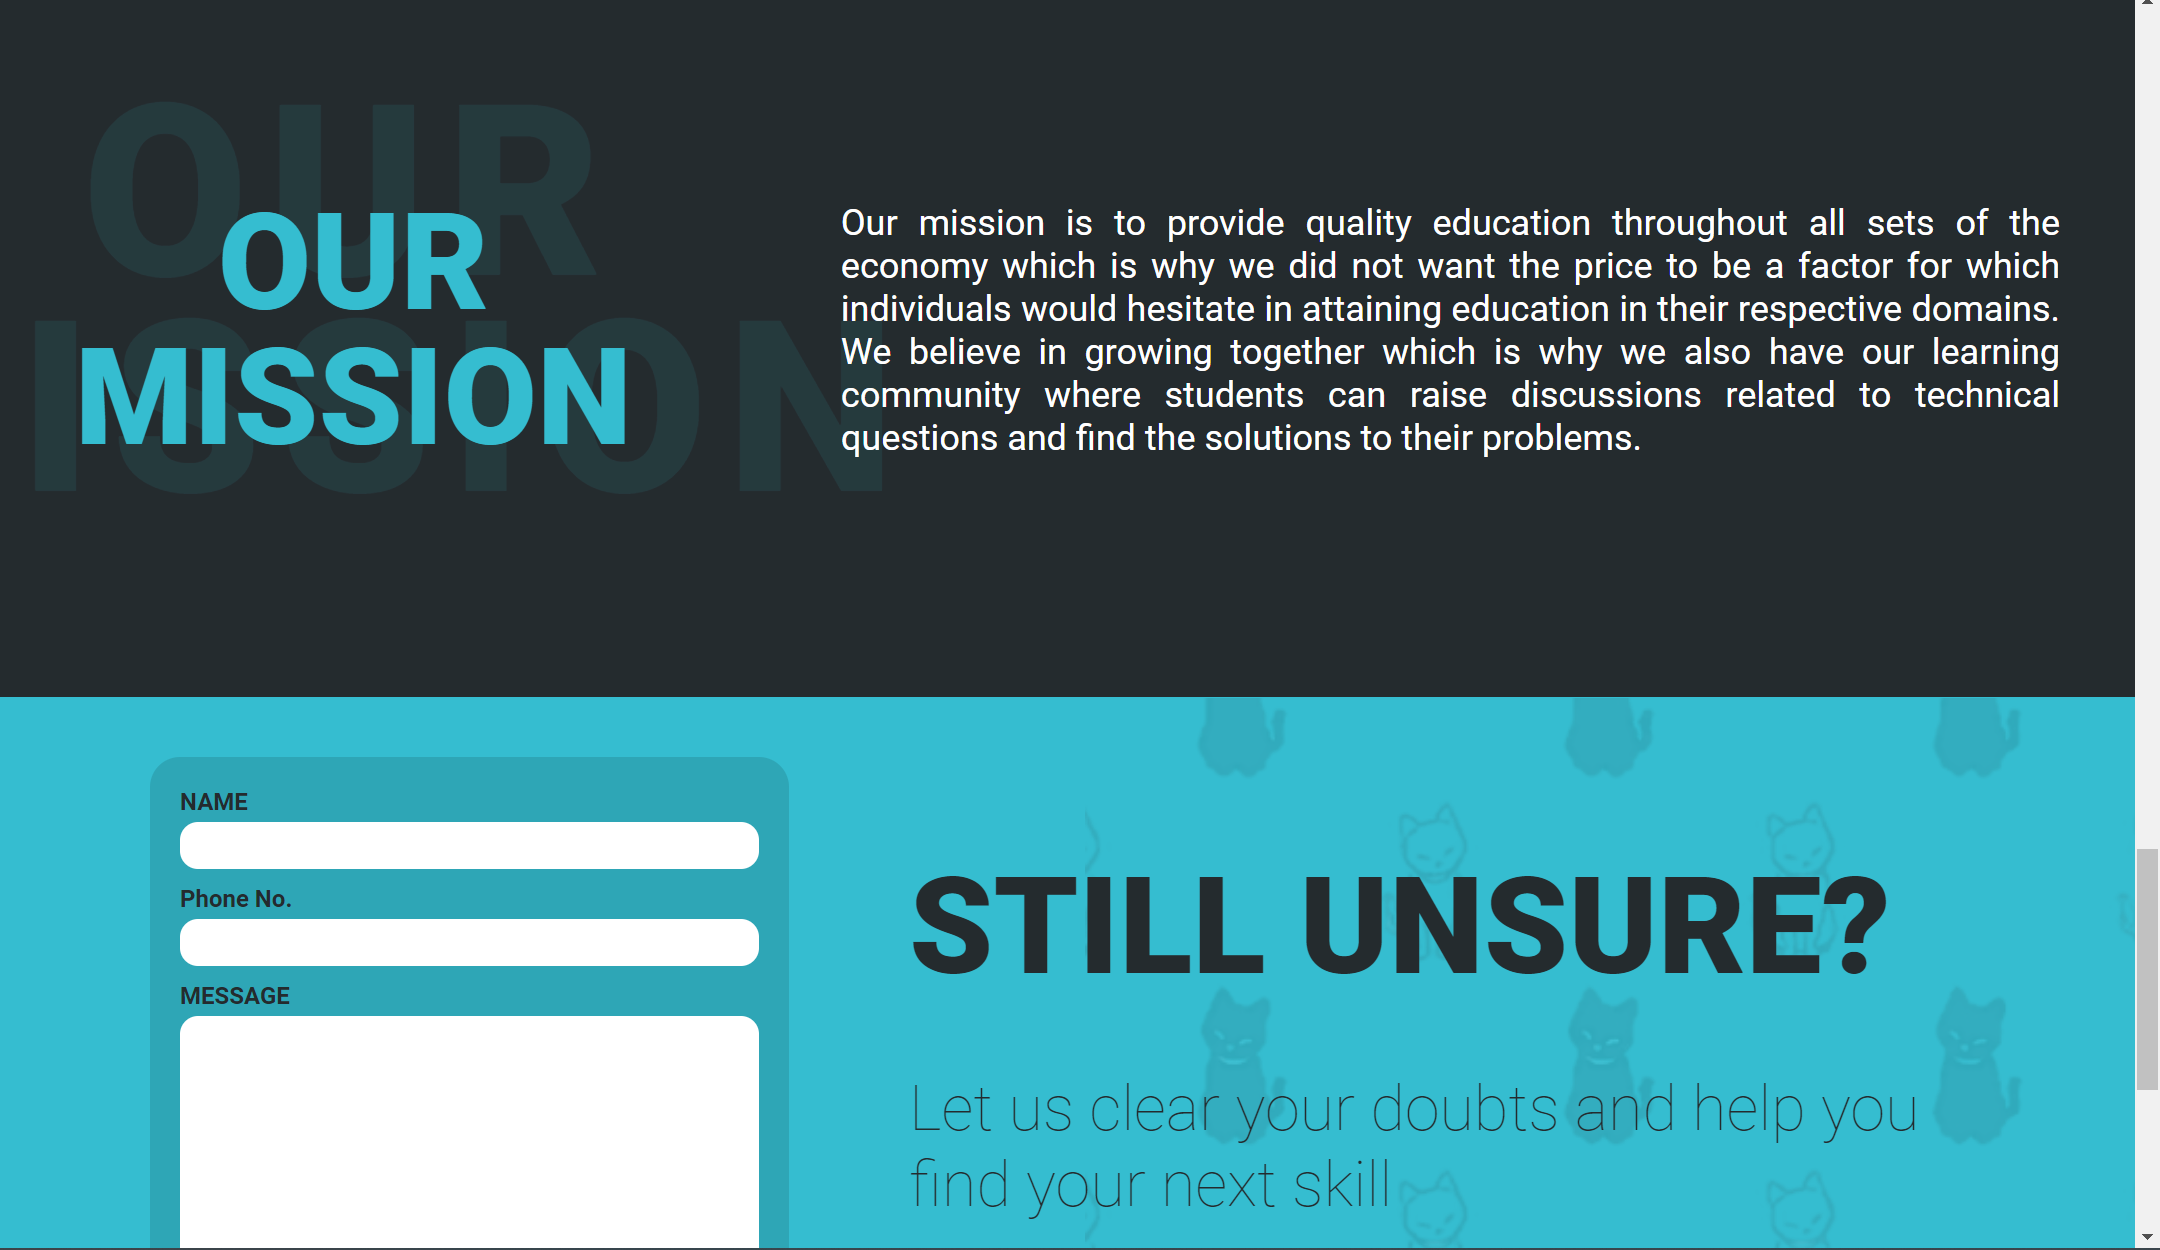 OUR
ISSION
OUR
MISSION
Our mission is to provide quality education throughout all sets of the
economy which is why we did not want the price to be a factor for which
individuals would hesitate in attaining education in their respective domains.
We believe in growing together which is why we also have our learning
community where students can raise discussions related to technical
questions and find the solutions to their problems.
NAME
Phone No.
MESSAGE
STILL UNSURE?
Let us clear your doubts and help you
find your next skill